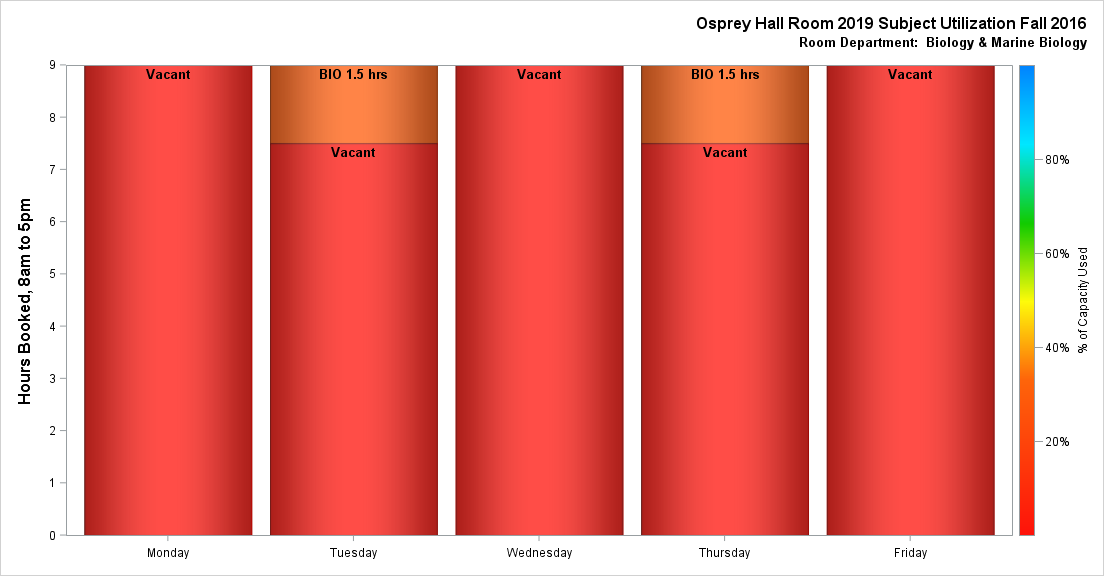 Osprey Hall Room 2019 Subject Utilization Fall 2016
Room Department:  Biology & Marine Biology
9
8
7
6
5
4
3
2
1
0
Hours Booked, 8am to 5pm
Vacant
BIO 1.5 hrs
Vacant
Vacant
BIO 1.5 hrs
Vacant
Vacant
Monday
Tuesday
Wednesday
Thursday
Friday
80%
60%
40%
20%
% of Capacity Used